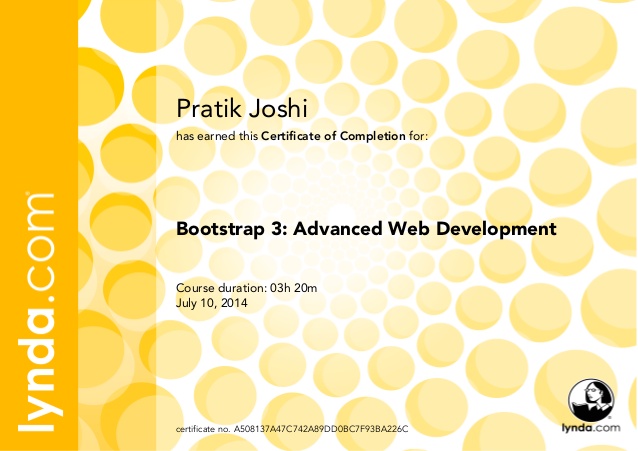 lynda.com
Pratik Joshi
has earned this Certificate of Completion for:
Bootstrap 3: Advanced Web Development
Course duration: 03h 20m
July 10, 2014
certificate no. A508137A47C742A89DD0BC7F93BA226C
lynda.com